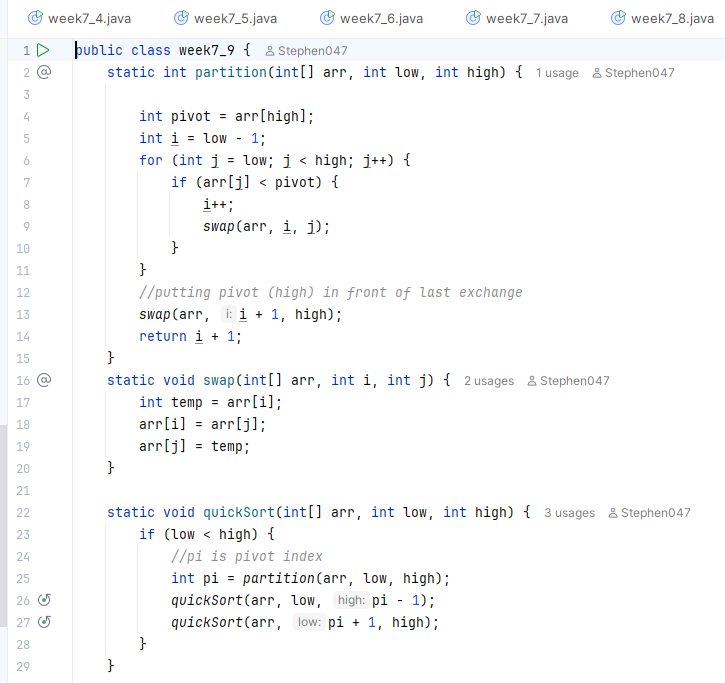 week7_4.java week7_5.java week7_6.java week7_7.java week7_8.java
1 public class week7_9 { Stephen047
2 @ static int partition(int[] arr, int low, int high) { 1 usage Stephen047
3
4 int pivot = arr[high];
5 int i = low - 1;
6 for (int j = low; j < high; j++) {
7 if (arr[j] < pivot) {
8 i++;
9 swap(arr, i, j);
10 }
11 }
12 //putting pivot (high) in front of last exchange
13 swap(arr, i: i + 1, high);
14 return i + 1;
15 }
16 @ static void swap(int[] arr, int i, int j) { 2 usages Stephen047
17 int temp = arr[i];
18 arr[i] = arr[j];
19 arr[j] = temp;
20 }
21
22 static void quickSort(int[] arr, int low, int high) { 3 usages Stephen047
23 if (low < high) {
24 //pi is pivot index
25 int pi = partition(arr, low, high);
26 quickSort(arr, low, high: pi - 1);
27 quickSort(arr, low: pi + 1, high);
28 }
29 }